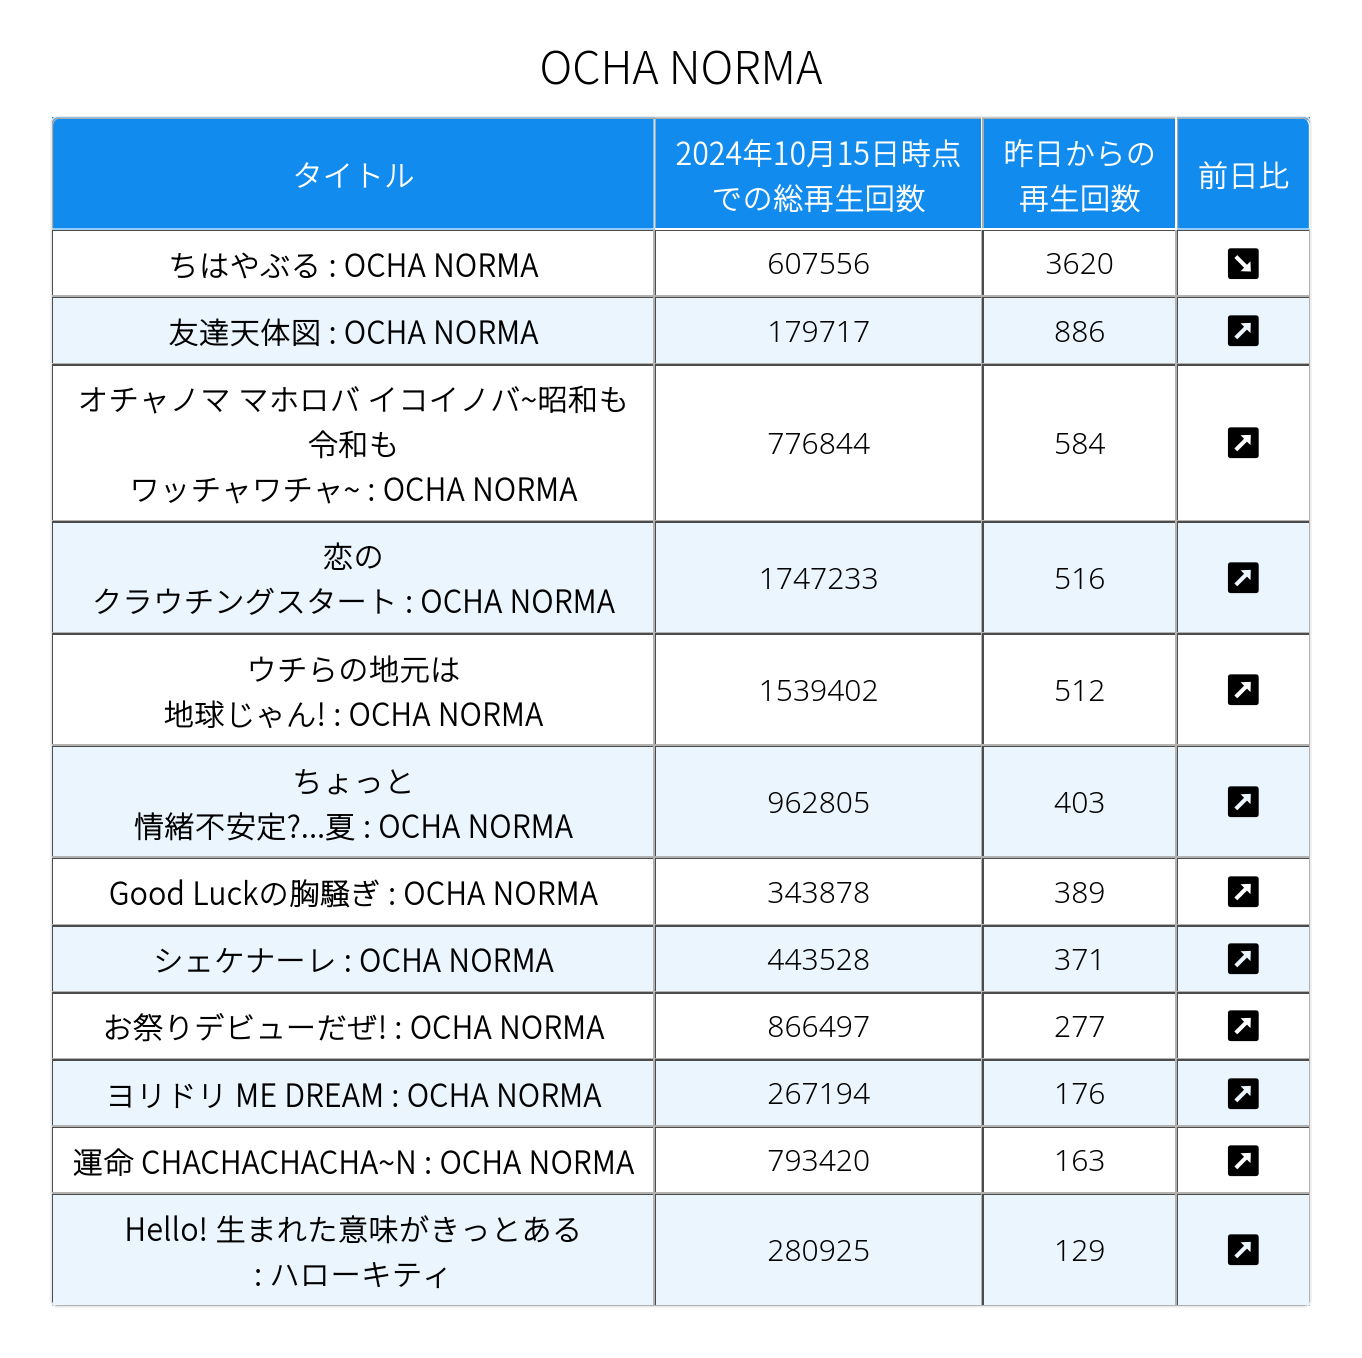 OCHA NORMA
タイトル
2024年10月15日時点
での総再生回数
昨日からの
再生回数
前日比
ちはやぶる : OCHA NORMA
607556
3620
友達天体図 : OCHA NORMA
179717
886
オチャノマ マホロバ イコイノバ~昭和も
令和も
ワッチャワチャ~ : OCHA NORMA
776844
584
恋の
クラウチングスタート : OCHA NORMA
1747233
516
ウチらの地元は
地球じゃん! : OCHA NORMA
1539402
512
ちょっと
情緒不安定?...夏 : OCHA NORMA
962805
403
Good Luckの胸騒ぎ : OCHA NORMA
343878
389
シェケナーレ : OCHA NORMA
443528
371
お祭りデビューだぜ! : OCHA NORMA
866497
277
ヨリドリ ME DREAM : OCHA NORMA
267194
176
運命 CHACHACHACHA~N : OCHA NORMA
793420
163
Hello! 生まれた意味がきっとある
: ハローキティ
280925
129